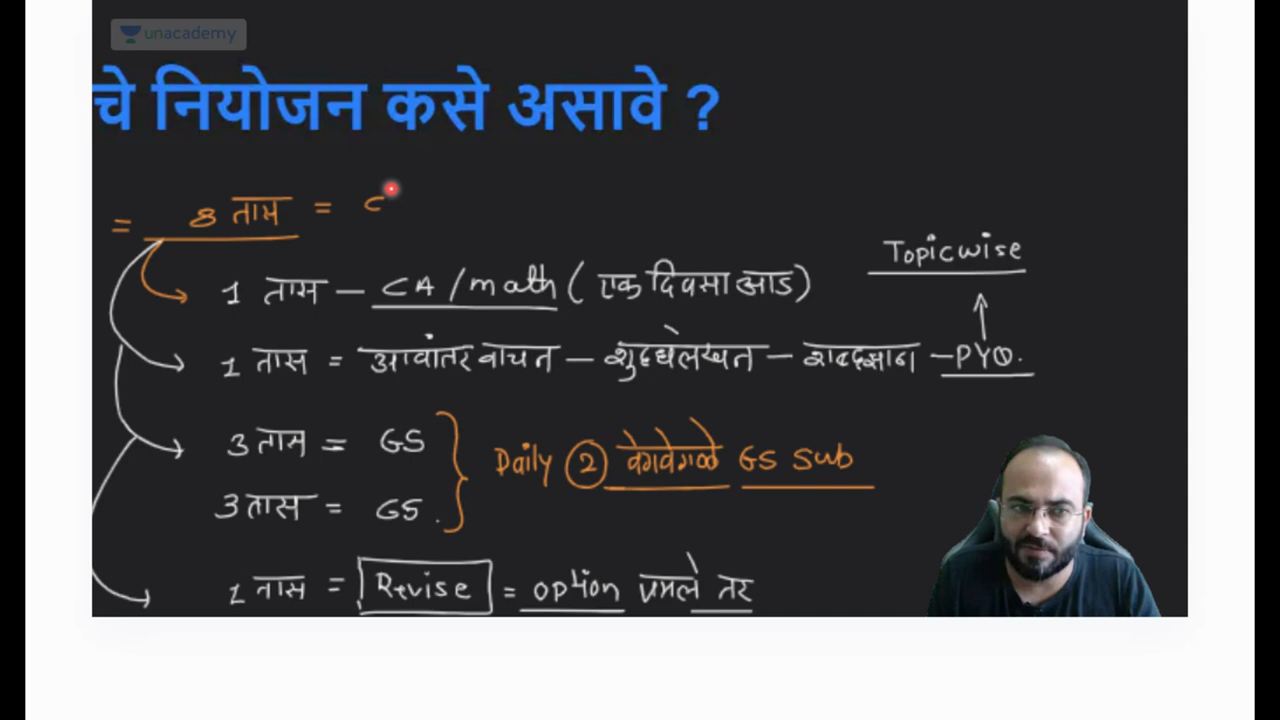 unacademy
चे नियोजन कसे असावे ?
= 8 तास = c
1 तास — CA / math ( एक दिवसा आड )
Topicwise
1 तास = आवांतर वाचन — शुद्धलेखन — शब्दज्ञान — PYQ.
3 तास = GS
3 तास = GS.
Daily 2 वेगवेगळे GS Sub
1 तास = Revise = option जमले तर